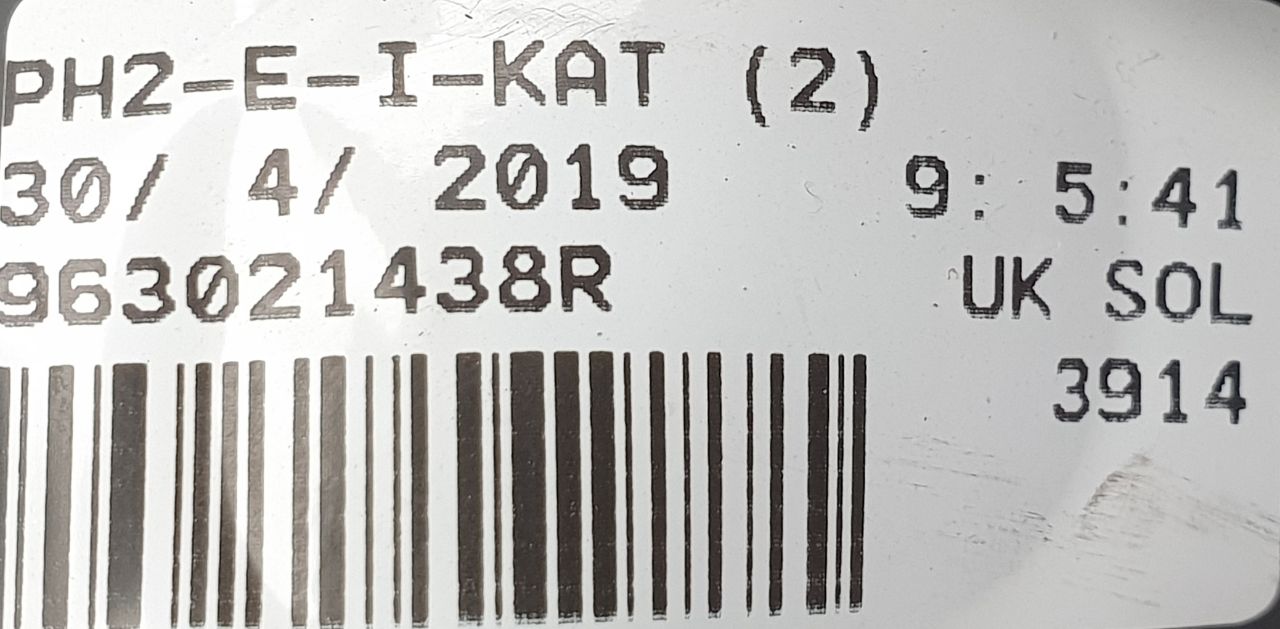 PH2-E-I-KAT (2)
30/ 4/ 2019 9: 5:41
963021438R UK SOL
3914